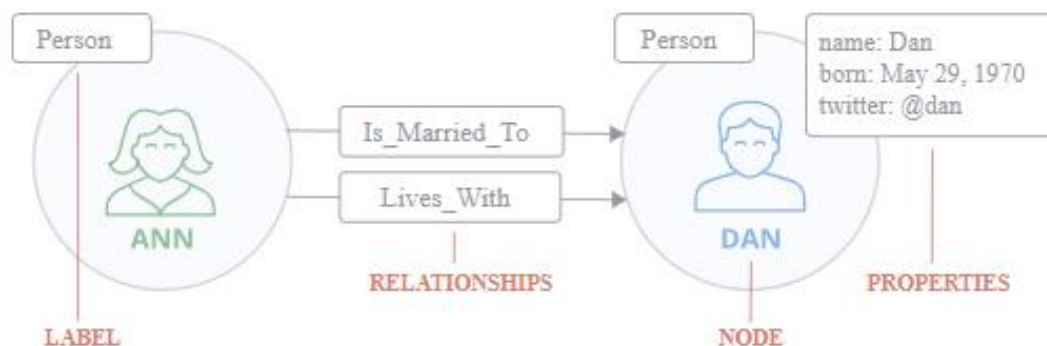 Person
Person
name: Dan
born: May 29, 1970
twitter: @dan
Is_Married_To
Lives_With
ANN
DAN
RELATIONSHIPS
PROPERTIES
LABEL
NODE